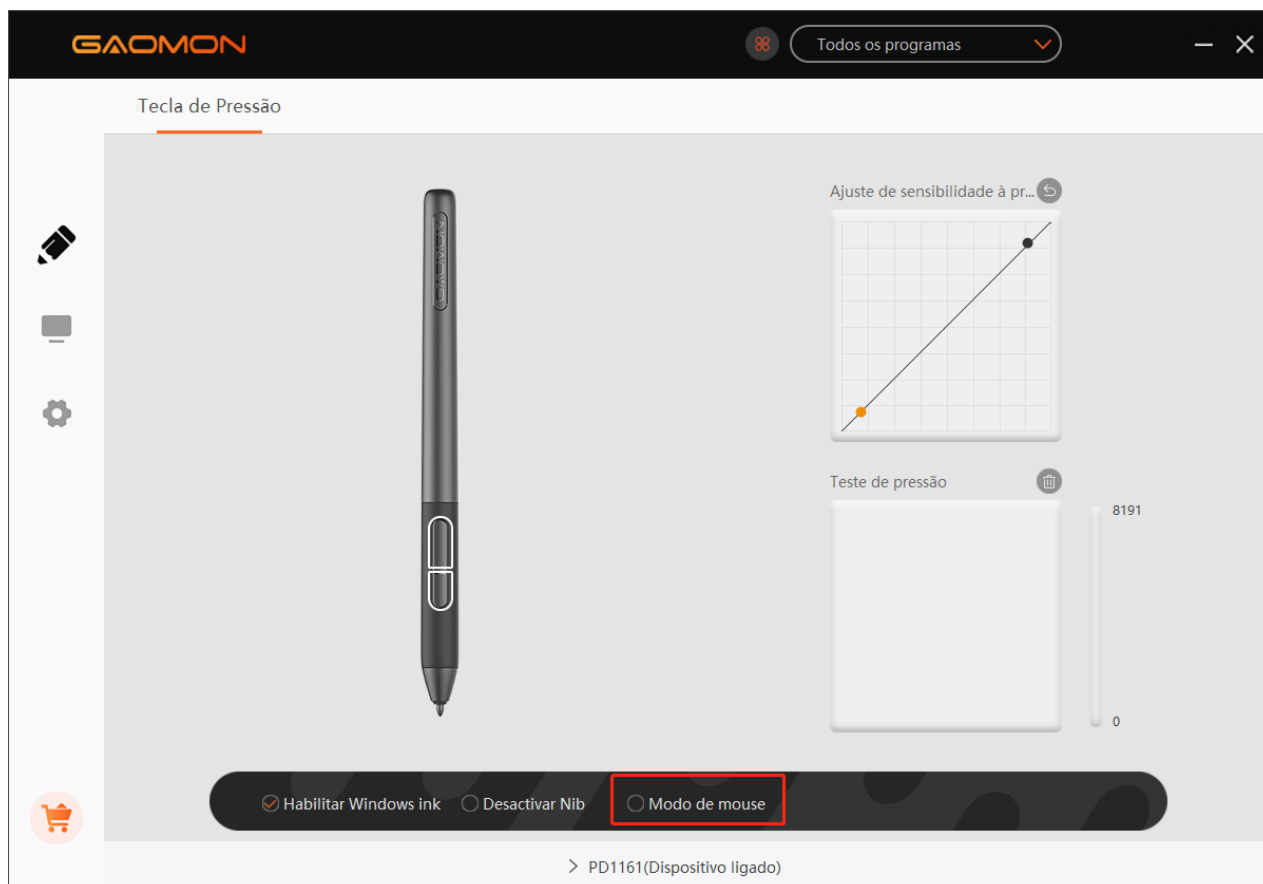 GAOMON
Todos os programas
Tecla de Pressão
Ajuste de sensibilidade à pr...
GAOMON
Teste de pressão
8191
0
Habilitar Windows ink Desactivar Nib Modo de mouse
PD1161(Dispositivo ligado)